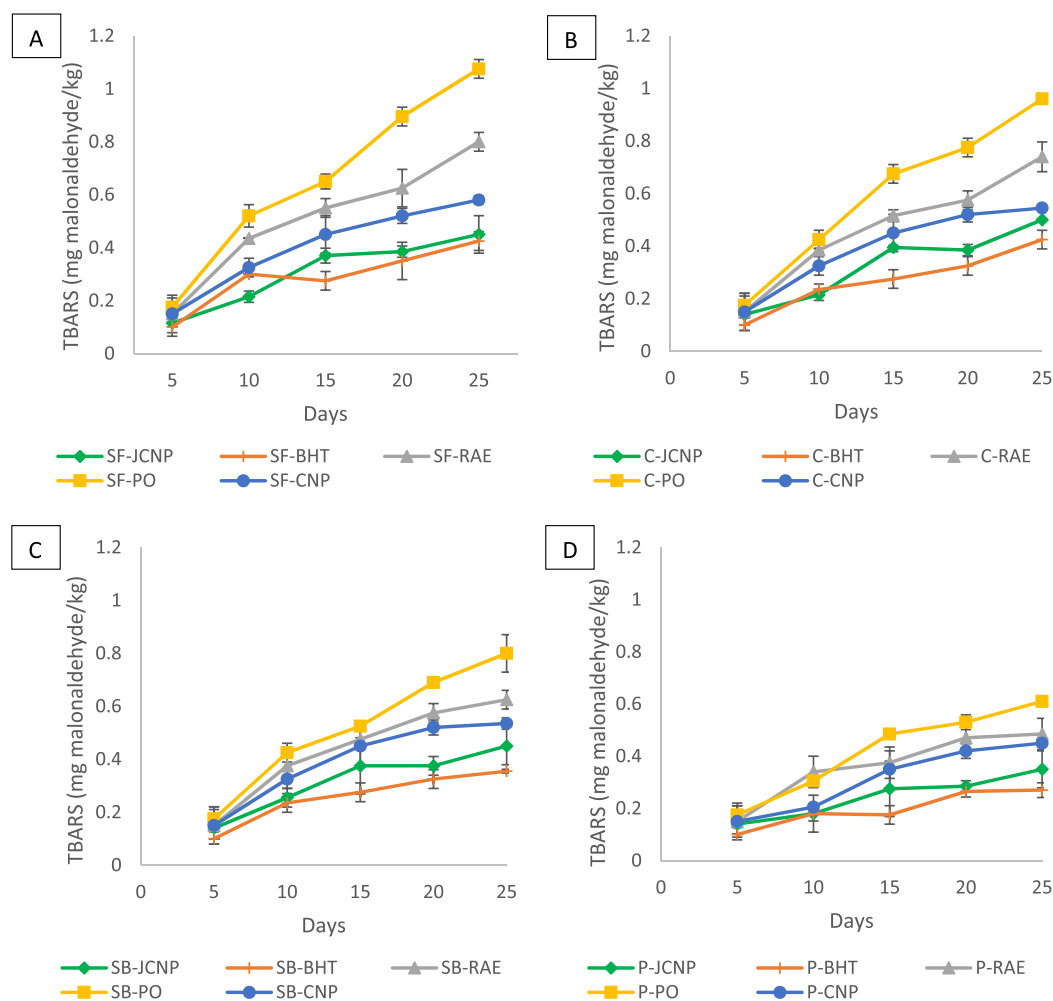 A
TBARS (mg malonaldehyde/kg)
1.2
1
0.8
0.6
0.4
0.2
0
5 10 15 20 25
Days
SF-JCNP SF-BHT SF-RAE
SF-PO SF-CNP
B
TBARS (mg malonaldehyde/kg)
1.2
1
0.8
0.6
0.4
0.2
0
0 5 10 15 20 25
Days
C-JCNP C-BHT C-RAE
C-PO C-CNP
C
TBARS (mg malonaldehyde/kg)
1.2
1
0.8
0.6
0.4
0.2
0
0 5 10 15 20 25
Days
SB-JCNP SB-BHT SB-RAE
SB-PO SB-CNP
D
TBARS (mg malonaldehyde/kg)
1.2
1
0.8
0.6
0.4
0.2
0
0 5 10 15 20 25
Days
P-JCNP P-BHT P-RAE
P-PO P-CNP